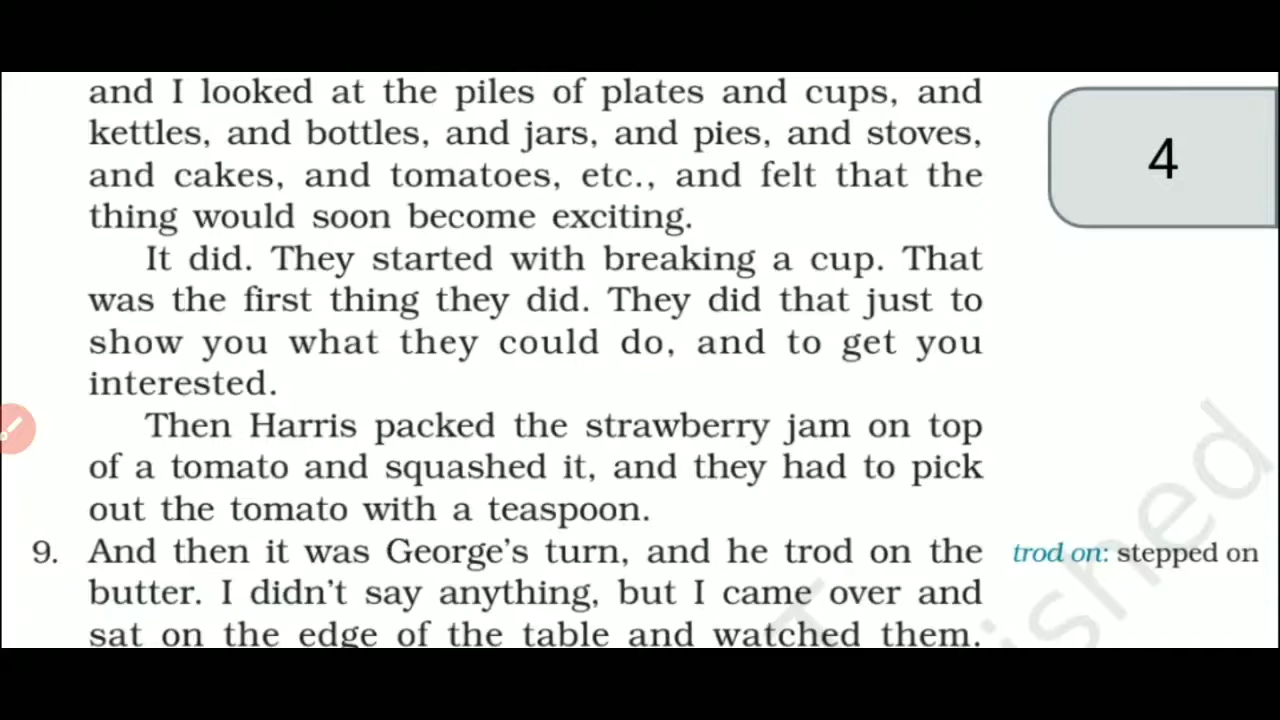 and I looked at the piles of plates and cups, and
kettles, and bottles, and jars, and pies, and stoves,
and cakes, and tomatoes, etc., and felt that the
thing would soon become exciting.
It did. They started with breaking a cup. That
was the first thing they did. They did that just to
show you what they could do, and to get you
interested.
Then Harris packed the strawberry jam on top
of a tomato and squashed it, and they had to pick
out the tomato with a teaspoon.
9. And then it was George's turn, and he trod on the
butter. I didn't say anything, but I came over and
sat on the edge of the table and watched them.
4
trod on: stepped on